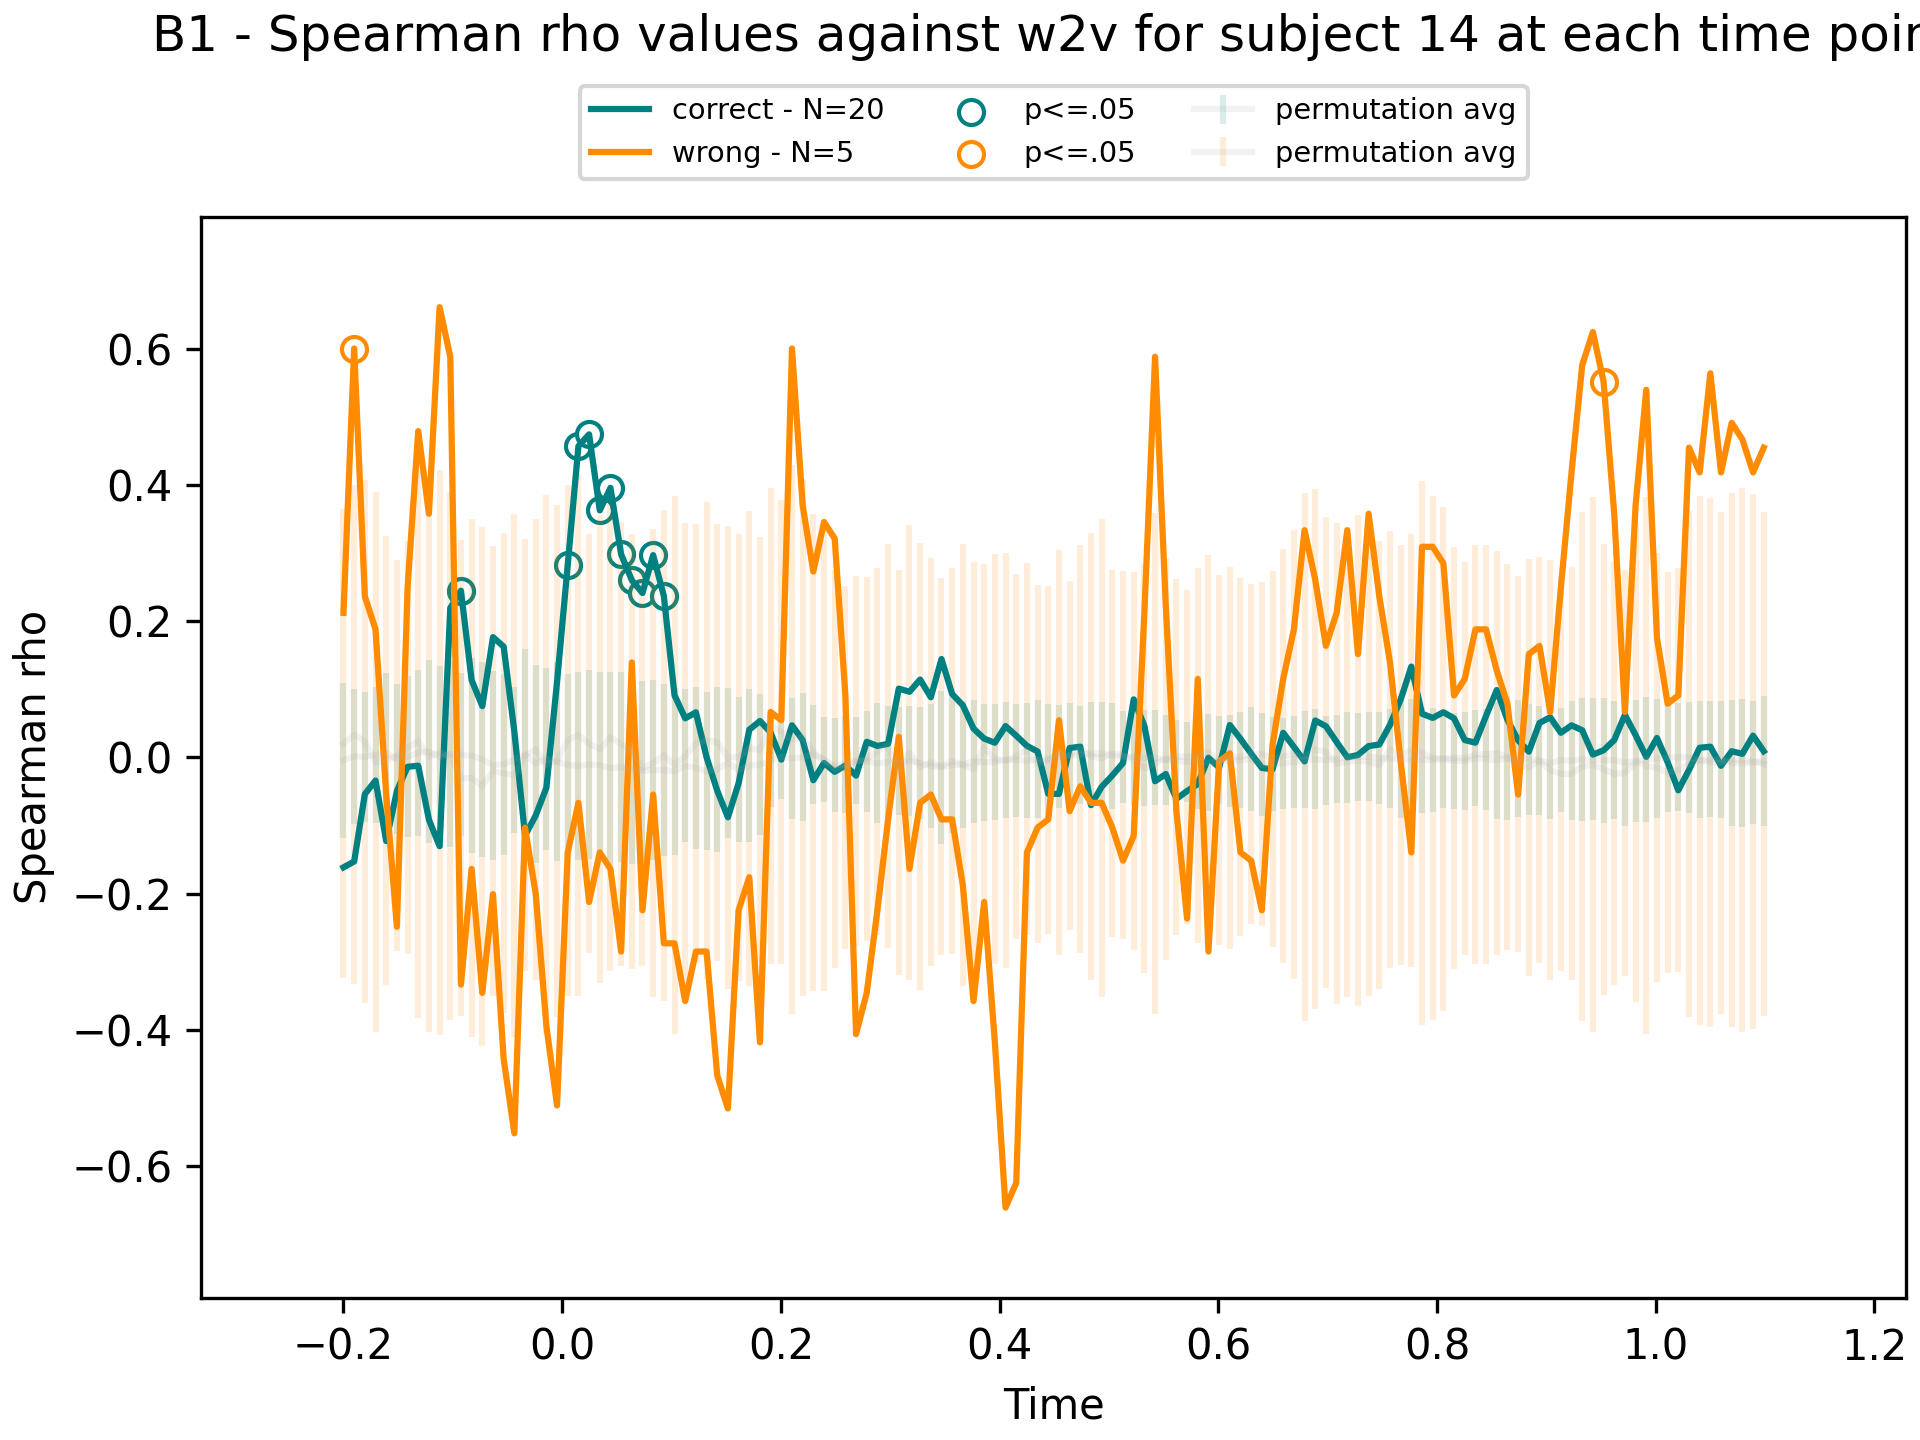 B1 - Spearman rho values against w2v for subject 14 at each time poin
correct - N=20
wrong - N=5
p<=.05
p<=.05
permutation avg
permutation avg
0.6
0.4
0.2
0.0
−0.2
−0.4
−0.6
Spearman rho
−0.2 0.0 0.2 0.4 0.6 0.8 1.0 1.2
Time